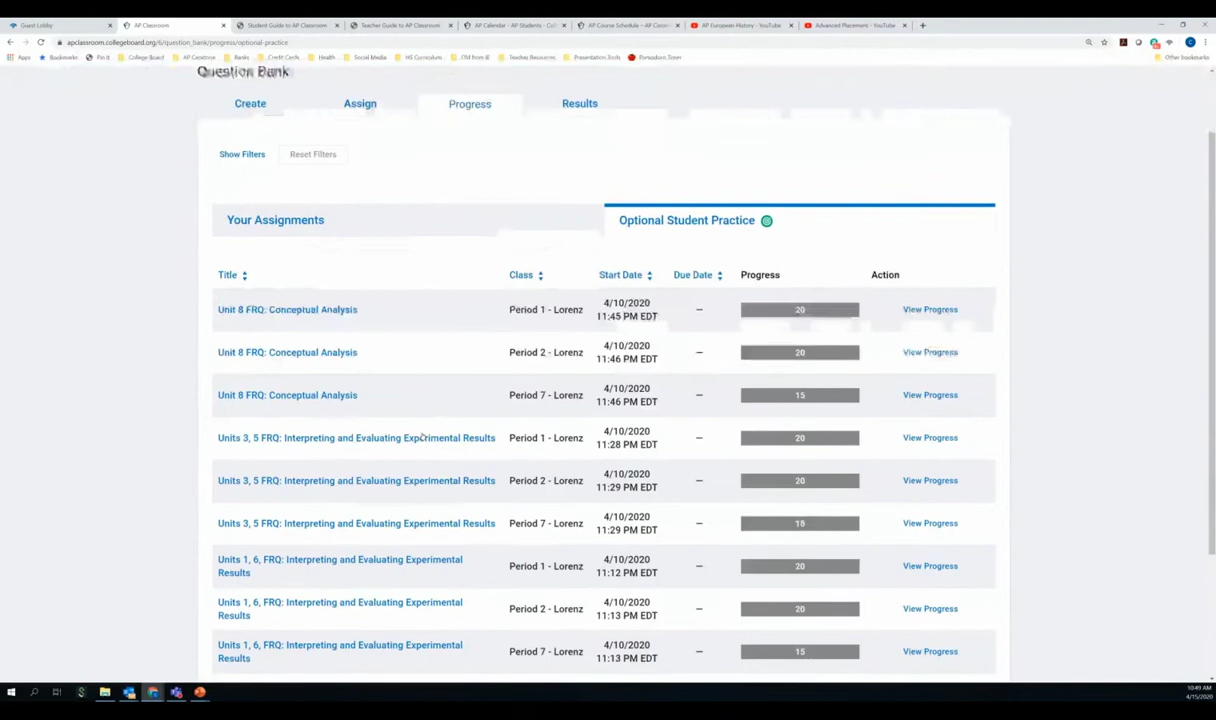 Guest Lobby
AP Classroom
Student Guide to AP Classroom
Teacher Guide to AP Classroom
AP Calendar - AP Students - Col
AP Course Schedule – AP Classr
AP European History - YouTube
Advanced Placement - YouTube
apclassroom.collegeboard.org/6/question_bank/progress/optional-practice
Apps Bookmarks Pin It College Board AP Capstone Banks Credit Cards Health Social Media HS Curriculum Teacher Resources Presentation Tools Pomodoro Timer Other bookmarks
Question Bank
Create Assign Progress Results
Show Filters Reset Filters
Your Assignments Optional Student Practice
Title Class Start Date Due Date Progress Action
Unit 8 FRQ: Conceptual Analysis Period 1 - Lorenz 4/10/2020 11:45 PM EDT — 20 View Progress
Unit 8 FRQ: Conceptual Analysis Period 2 - Lorenz 4/10/2020 11:46 PM EDT — 20 View Progress
Unit 8 FRQ: Conceptual Analysis Period 7 - Lorenz 4/10/2020 11:46 PM EDT — 15 View Progress
Units 3, 5 FRQ: Interpreting and Evaluating Experimental Results Period 1 - Lorenz 4/10/2020 11:28 PM EDT — 20 View Progress
Units 3, 5 FRQ: Interpreting and Evaluating Experimental Results Period 2 - Lorenz 4/10/2020 11:29 PM EDT — 20 View Progress
Units 3, 5 FRQ: Interpreting and Evaluating Experimental Results Period 7 - Lorenz 4/10/2020 11:29 PM EDT — View Progress
Units 1, 6, FRQ: Interpreting and Evaluating Experimental Results Period 1 - Lorenz 4/10/2020 11:12 PM EDT — 20 View Progress
Units 1, 6, FRQ: Interpreting and Evaluating Experimental Results Period 2 - Lorenz 4/10/2020 11:13 PM EDT — 20 View Progress
Units 1, 6, FRQ: Interpreting and Evaluating Experimental Results Period 7 - Lorenz 4/10/2020 11:13 PM EDT — 15 View Progress
10:49 AM
4/15/2020